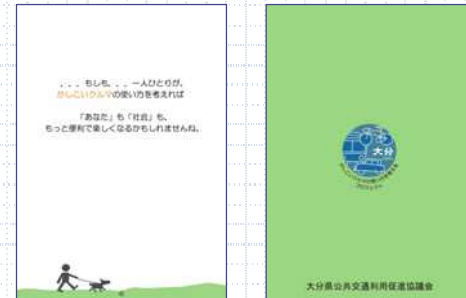 ．．．もしも．．．一人ひとりが、
かしこいクルマの使い方を考えれば
「あなた」も「社会」も、
もっと便利で楽しくなるかもしれませんね。
大分
大分県公共交通利用促進協議会